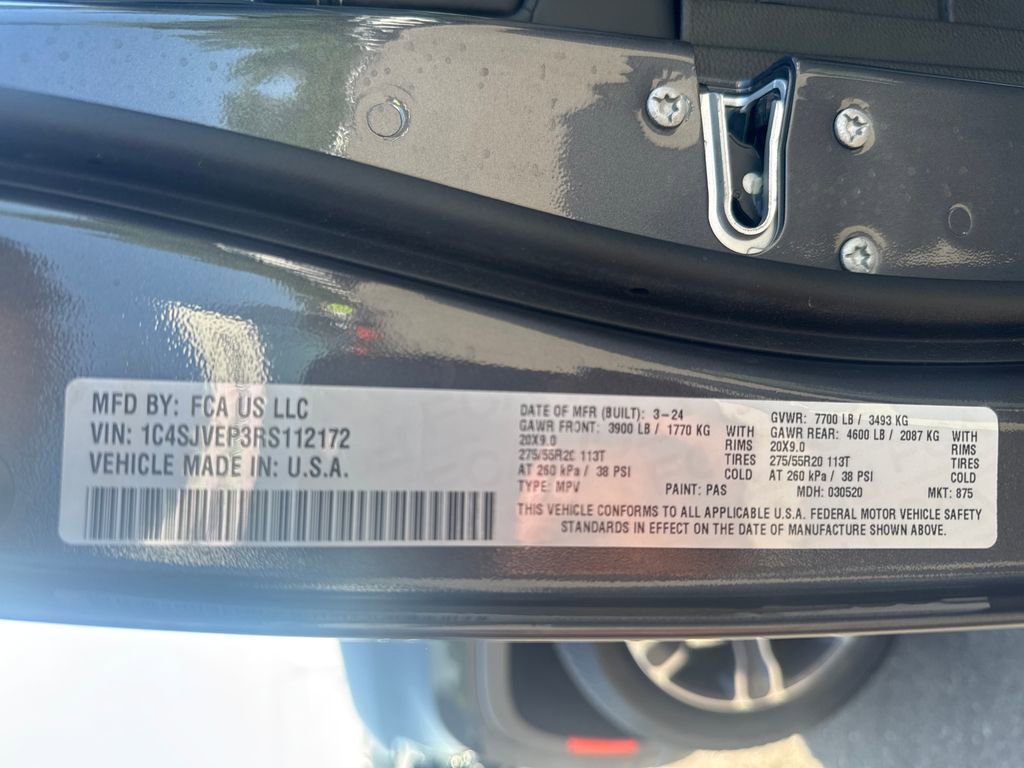 MFD BY: FCA US LLC
VIN: 1C4SJVEP3RS112172
VEHICLE MADE IN: U.S.A.
DATE OF MFR (BUILT): 3-24 GVWR: 7700 LB / 3493 KG
GAWR FRONT: 3900 LB / 1770 KG WITH GAWR REAR: 4600 LB / 2087 KG WITH
20X9.0 RIMS 20X9.0 RIMS
275/55R20 113T TIRES 275/55R20 113T TIRES
AT 260 kPa / 38 PSI COLD AT 260 kPa / 38 PSI COLD
TYPE: MPV PAINT: PAS MDH: 030520 MKT: 875
THIS VEHICLE CONFORMS TO ALL APPLICABLE U.S.A. FEDERAL MOTOR VEHICLE SAFETY
STANDARDS IN EFFECT ON THE DATE OF MANUFACTURE SHOWN ABOVE.